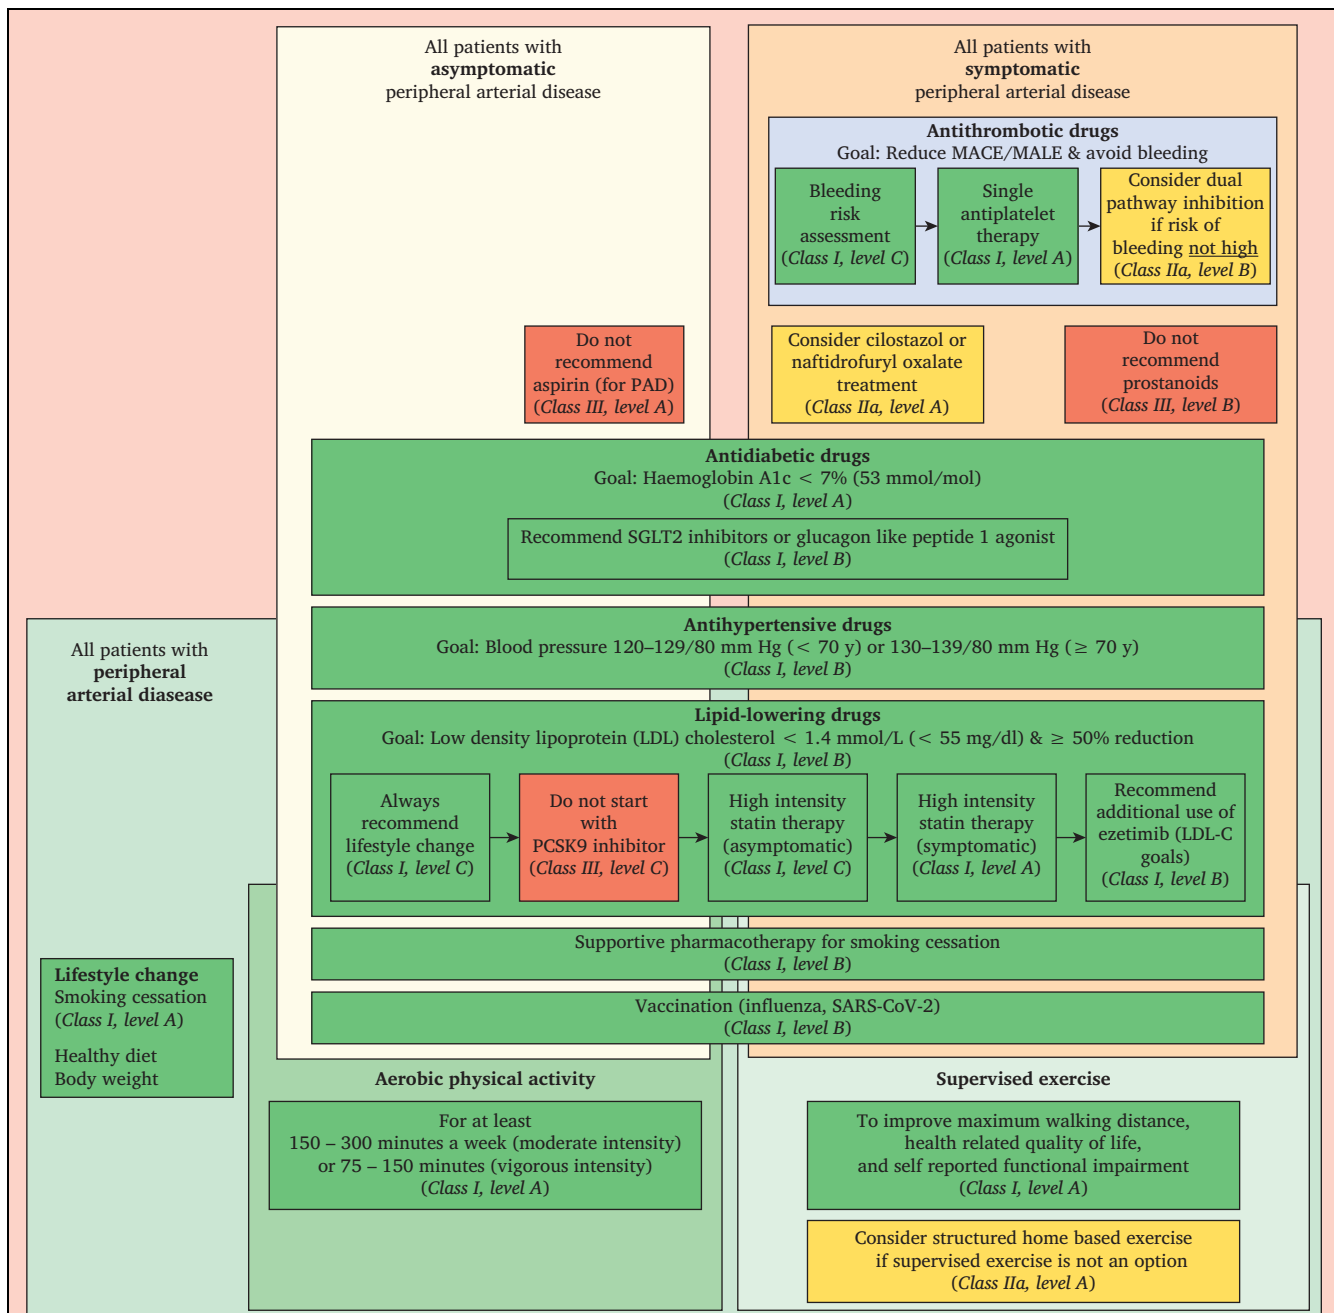 All patients with
asymptomatic
peripheral arterial disease
All patients with
symptomatic
peripheral arterial disease
Antithrombotic drugs
Goal: Reduce MACE/MALE & avoid bleeding
Bleeding
risk
assessment
(Class I, level C)
Single
antiplatelet
therapy
(Class I, level A)
Consider dual
pathway inhibition
if risk of
bleeding not high
(Class IIa, level B)
Do not
recommend
aspirin (for PAD)
(Class III, level A)
Consider cilostazol or
naftidrofuryl oxalate
treatment
(Class IIa, level A)
Do not
recommend
prostanoids
(Class III, level B)
Antidiabetic drugs
Goal: Haemoglobin A1c < 7% (53 mmol/mol)
(Class I, level A)
Recommend SGLT2 inhibitors or glucagon like peptide 1 agonist
(Class I, level B)
Antihypertensive drugs
Goal: Blood pressure 120–129/80 mm Hg (< 70 y) or 130–139/80 mm Hg (≥ 70 y)
(Class I, level B)
All patients with
peripheral
arterial diasease
Lipid-lowering drugs
Goal: Low density lipoprotein (LDL) cholesterol < 1.4 mmol/L (< 55 mg/dl) & ≥ 50% reduction
(Class I, level B)
Always
recommend
lifestyle change
(Class I, level C)
Do not start
with
PCSK9 inhibitor
(Class III, level C)
High intensity
statin therapy
(asymptomatic)
(Class I, level C)
High intensity
statin therapy
(symptomatic)
(Class I, level A)
Recommend
additional use of
ezetimib (LDL-C
goals)
(Class I, level B)
Supportive pharmacotherapy for smoking cessation
(Class I, level B)
Vaccination (influenza, SARS-CoV-2)
(Class I, level B)
Lifestyle change
Smoking cessation
(Class I, level A)
Healthy diet
Body weight
Aerobic physical activity
For at least
150 – 300 minutes a week (moderate intensity)
or 75 – 150 minutes (vigorous intensity)
(Class I, level A)
Supervised exercise
To improve maximum walking distance,
health related quality of life,
and self reported functional impairment
(Class I, level A)
Consider structured home based exercise
if supervised exercise is not an option
(Class IIa, level A)